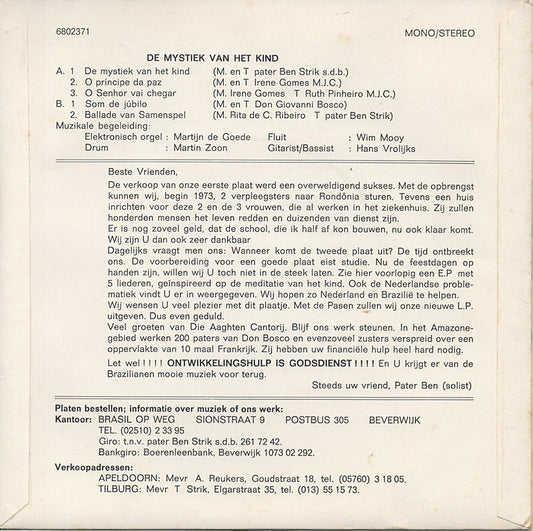 6802371 MONO/STEREO
DE MYSTIEK VAN HET KIND
A. 1 De mystiek van het kind (M. en T pater Ben Strik s.d.b.)
2. O príncipe da paz (M. en T Irene Gomes M.J.C.)
3. O Senhor vai chegar (M. Irene Gomes T Ruth Pinheiro M.J.C.)
B. 1 Som de júbilo (M. en T Don Giovanni Bosco)
2. Ballade van Samenspel (M. Rita de C. Ribeiro T pater Ben Strik)
Muzikale begeleiding:
Elektronisch orgel : Martijn de Goede Fluit : Wim Mooy
Drum : Martin Zoon Gitarist/Bassist : Hans Vrolijks
Beste Vrienden,
De verkoop van onze eerste plaat werd een overweldigend sukses. Met de opbrengst
kunnen wij, begin 1973, 2 verpleegsters naar Rondônia sturen. Tevens een huis
inrichten voor deze 2 en de 3 vrouwen, die al werken in het ziekenhuis. Zij zullen
honderden mensen het leven redden en duizenden van dienst zijn.
Er is nog zoveel geld, dat de school, die ik half af kon bouwen, nu ook klaar komt.
Wij zijn U dan ook zeer dankbaar
Dagelijks vraagt men ons: Wanneer komt de tweede plaat uit? De tijd ontbreekt
ons. De voorbereiding voor een goede plaat eist studie. Nu de feestdagen op
handen zijn, willen wij U toch niet in de steek laten. Zie hier voorlopig een E.P met
5 liederen, geïnspireerd op de meditatie van het kind. Ook de Nederlandse proble-
matiek vindt U er in weergegeven. Wij hopen zo Nederland en Brazilië te helpen.
Wij wensen U veel plezier met dit plaatje. Met de Pasen zullen wij onze nieuwe L.P.
uitgeven. Dus even geduld.
Veel groeten van Die Aaghten Cantorij. Blijf ons werk steunen. In het Amazone-
gebied werken 200 paters van Don Bosco en evenzoveel zusters verspreid over een
oppervlakte van 10 maal Frankrijk. Zij hebben uw financiële hulp heel hard nodig.
Let wel!!!! ONTWIKKELINGSHULP IS GODSDIENST!!!! En U krijgt er van de
Brazilianen mooie muziek voor terug.
Steeds uw vriend, Pater Ben (solist)
Platen bestellen; informatie over muziek of ons werk:
Kantoor: BRASIL OP WEG SIONSTRAAT 9 POSTBUS 305 BEVERWIJK
TEL. (02510) 2 33 95
Giro: t.n.v. pater Ben Strik s.d.b. 261 72 42.
Bankgiro: Boerenleenbank, Beverwijk 1073 02 292.
Verkoopadressen:
APELDOORN: Mevr A. Reukers, Goudstraat 18, tel. (05760) 3 18 05.
TILBURG: Mevr T Strik, Elgarstraat 35, tel. (013) 55 15 73.